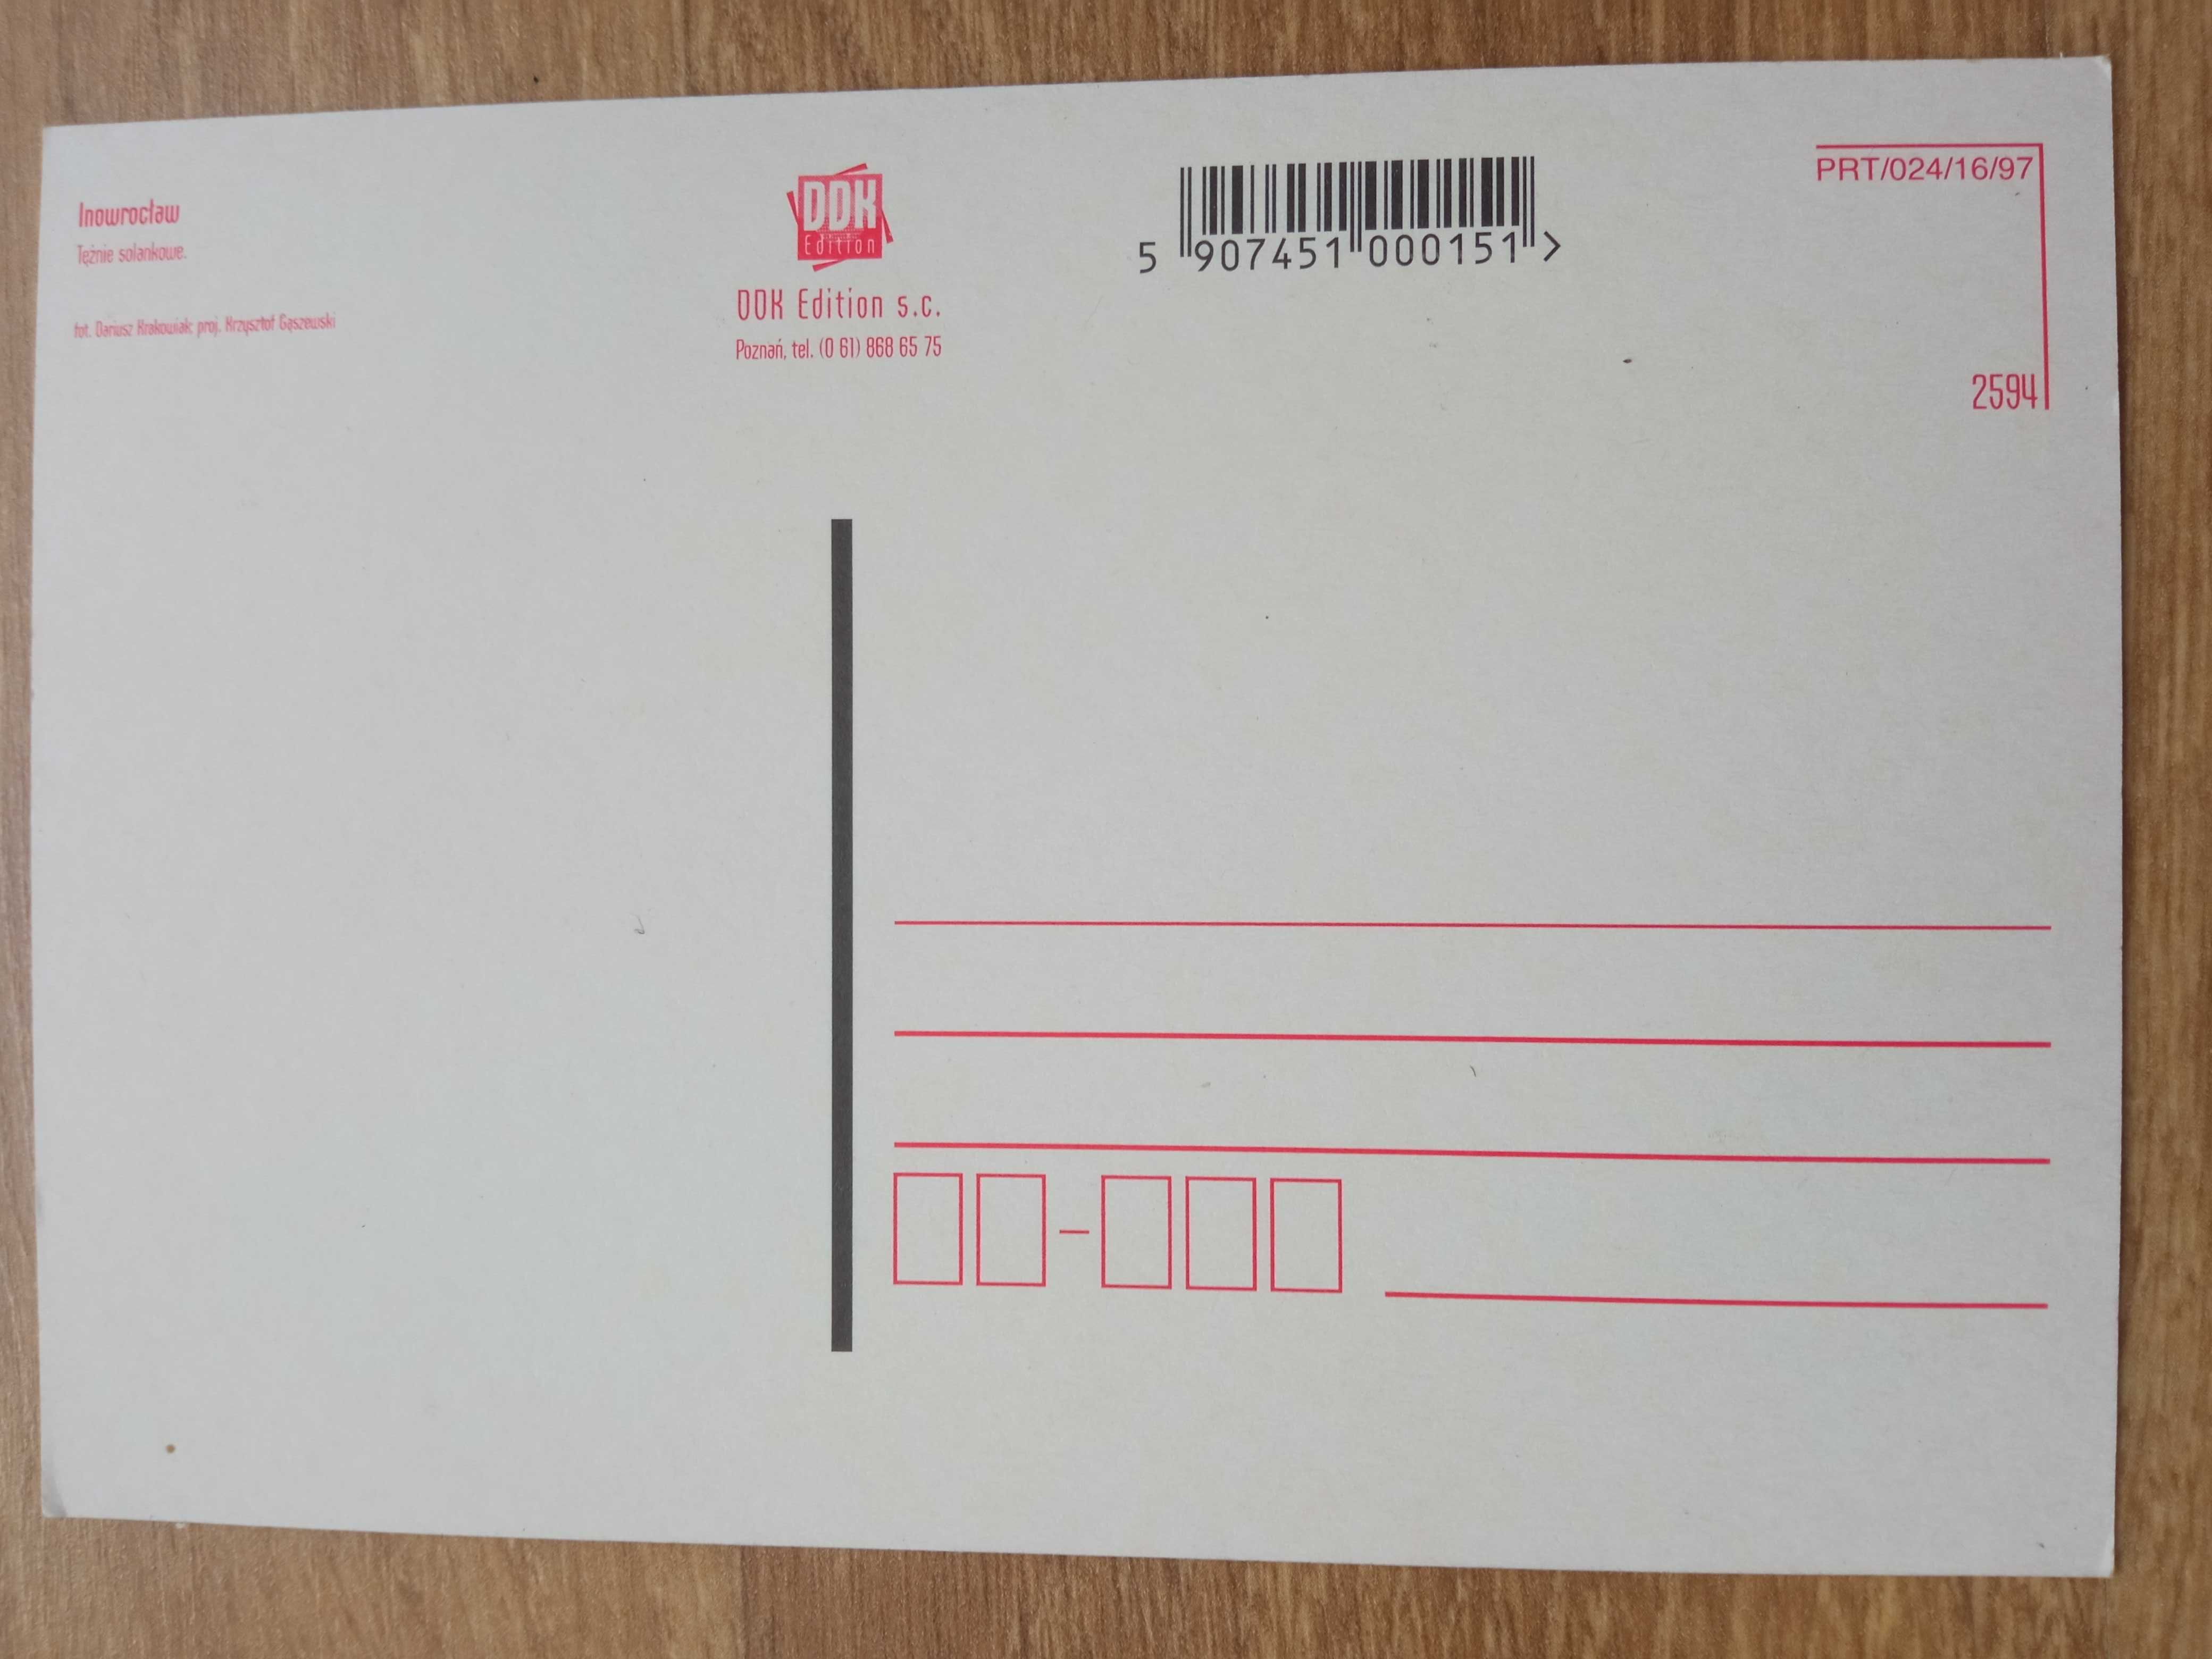 Inowrocław
Tężnie solankowe.
fot. Dariusz Krakowiak; proj. Krzysztof Gąszewski
DDK
Edition
DDK Edition s.c.
Poznań, tel. (0 61) 868 65 75
5 907451 000151 >
PRT/024/16/97
2594